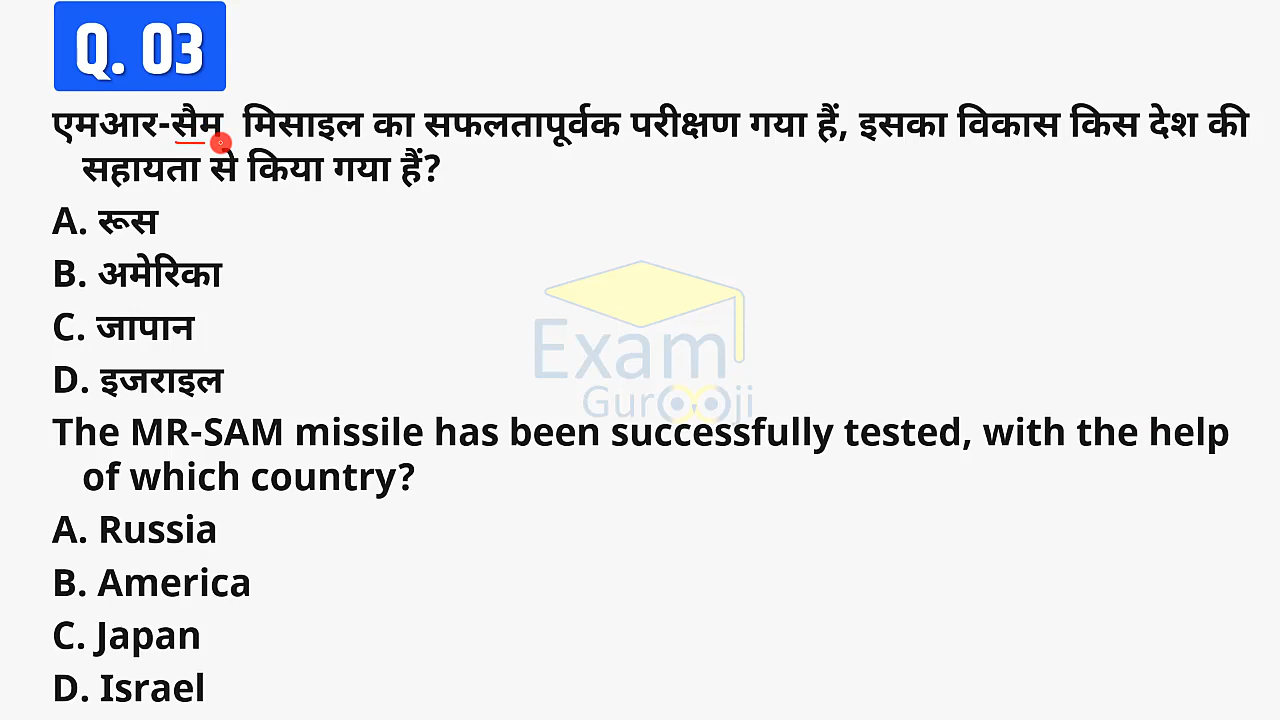 Q. 03
एमआर-सैम मिसाइल का सफलतापूर्वक परीक्षण गया हैं, इसका विकास किस देश की
सहायता से किया गया हैं?
A. रूस
B. अमेरिका
C. जापान
D. इजराइल
Exam
Gurooji
The MR-SAM missile has been successfully tested, with the help
of which country?
A. Russia
B. America
C. Japan
D. Israel